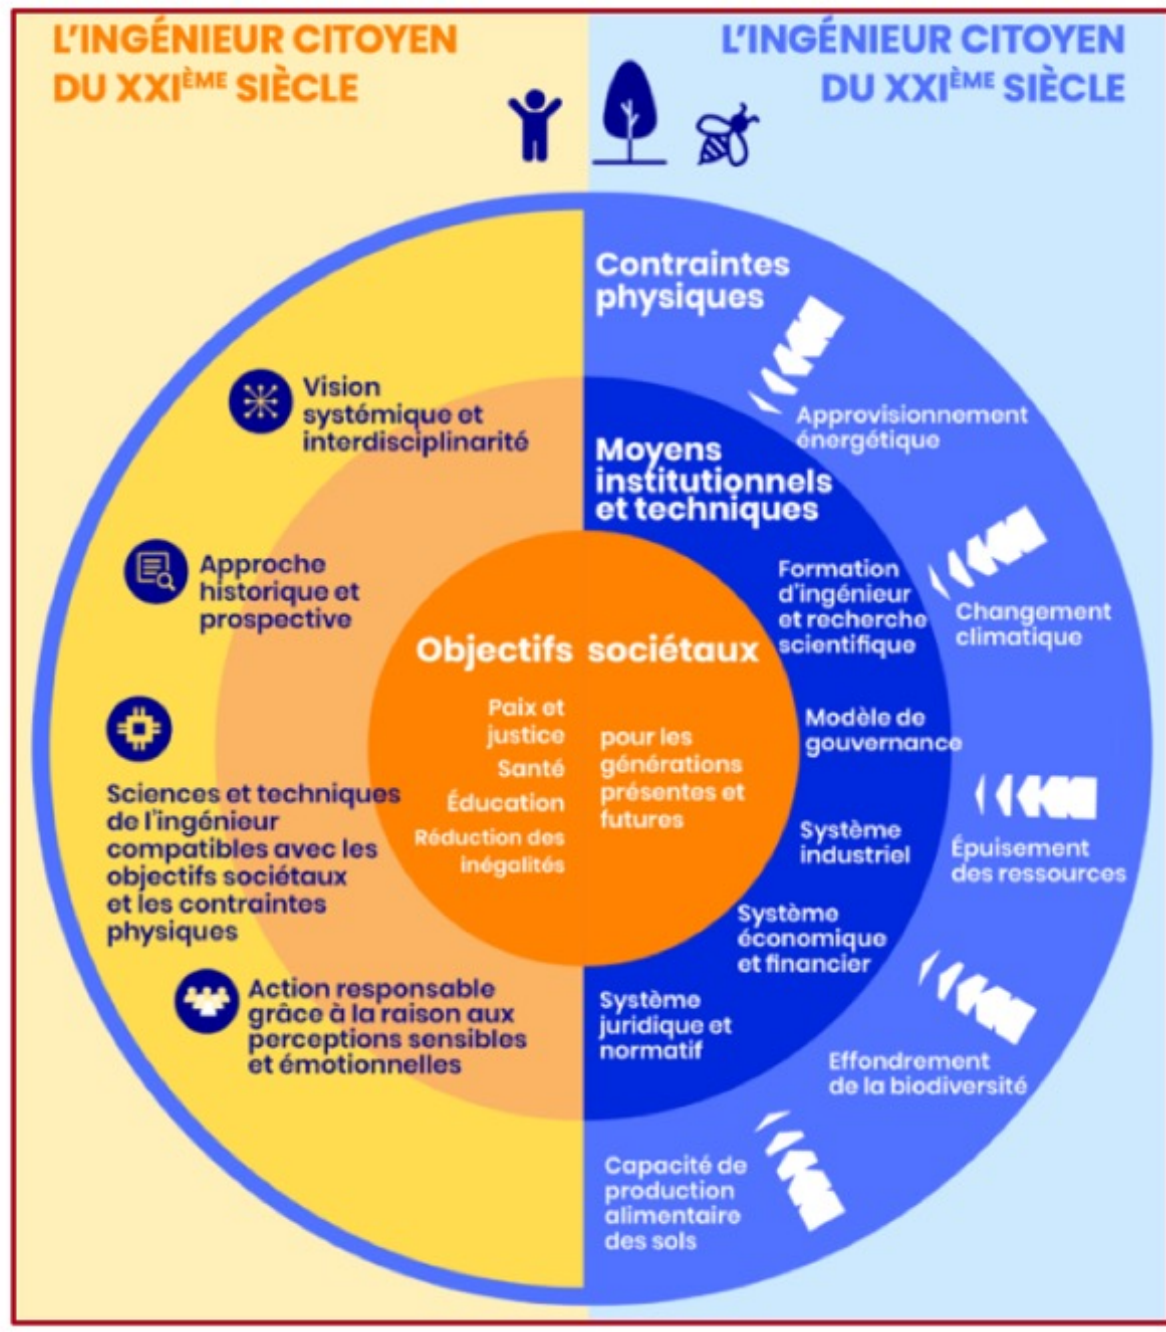 L'INGÉNIEUR CITOYEN
DU XXIÈME SIÈCLE
L'INGÉNIEUR CITOYEN
DU XXIÈME SIÈCLE
Vision
systémique et
interdisciplinarité
Approche
historique et
prospective
Sciences et techniques
de l'ingénieur
compatibles avec les
objectifs sociétaux
et les contraintes
physiques
Action responsable
grâce à la raison aux
perceptions sensibles
et émotionnelles
Objectifs sociétaux
Paix et
justice
Santé
Éducation
Réduction des
inégalités
pour les
générations
présentes et
futures
Moyens
institutionnels
et techniques
Formation
d'ingénieur
et recherche
scientifique
Modèle de
gouvernance
Système
industriel
Système
économique
et financier
Système
juridique et
normatif
Contraintes
physiques
Approvisionnement
énergétique
Changement
climatique
Épuisement
des ressources
Effondrement
de la biodiversité
Capacité de
production
alimentaire
des sols